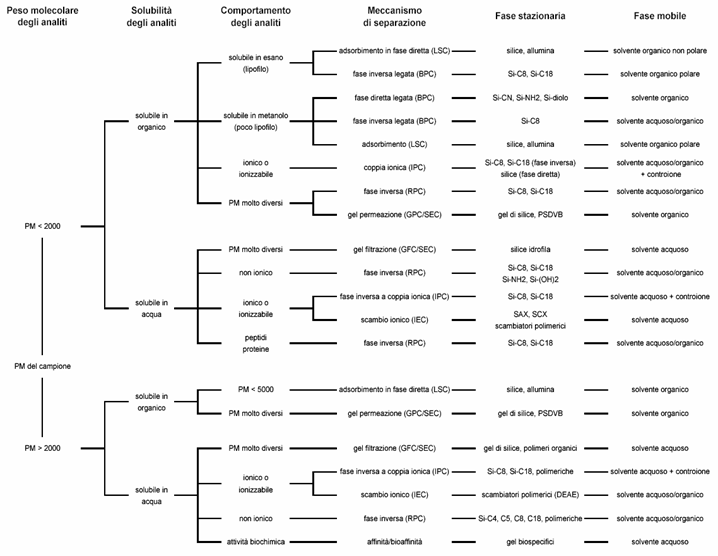 Peso molecolare
degli analiti
Solubilità
degli analiti
Comportamento
degli analiti
Meccanismo
di separazione
Fase stazionaria
Fase mobile
solubile in esano
(lipofilo)
adsorbimento in fase diretta (LSC)
silice, allumina
solvente organico non polare
fase inversa legata (BPC)
Si-C8, Si-C18
solvente organico polare
solubile in
organico
solubile in metanolo
(poco lipofilo)
fase diretta legata (BPC)
Si-CN, Si-NH2, Si-diolo
solvente organico
fase inversa legata (BPC)
Si-C8
solvente acquoso/organico
adsorbimento (LSC)
silice, allumina
solvente organico polare
ionico o
ionizzabile
coppia ionica (IPC)
Si-C8, Si-C18 (fase inversa)
silice (fase diretta)
solvente acquoso/organico
+ controione
PM molto diversi
fase inversa (RPC)
Si-C8, Si-C18
solvente acquoso/organico
gel permeazione (GPC/SEC)
gel di silice, PSDVB
solvente organico
PM < 2000
solubile in
acqua
PM molto diversi
gel filtrazione (GFC/SEC)
silice idrofila
solvente acquoso
non ionico
fase inversa (RPC)
Si-C8, Si-C18
Si-NH2, Si-(OH)2
solvente acquoso/organico
ionico o
ionizzabile
fase inversa a coppia ionica (IPC)
Si-C8, Si-C18
solvente acquoso + controione
scambio ionico (IEC)
SAX, SCX
scambiatori polimerici
solvente acquoso
peptidi
proteine
fase inversa (RPC)
Si-C8, Si-C18
solvente acquoso/organico
PM del campione
solubile in
organico
PM < 5000
adsorbimento in fase diretta (LSC)
silice, allumina
solvente organico
PM molto diversi
gel permeazione (GPC/SEC)
gel di silice, PSDVB
solvente organico
PM > 2000
solubile in
acqua
PM molto diversi
gel filtrazione (GFC/SEC)
gel di silice, polimeri organici
solvente acquoso
ionico o
ionizzabile
fase inversa a coppia ionica (IPC)
Si-C8, Si-C18, polimeriche
solvente acquoso + controione
scambio ionico (IEC)
scambiatori polimerici (DEAE)
solvente acquoso/organico
non ionico
fase inversa (RPC)
Si-C4, C5, C8, C18, polimeriche
solvente acquoso/organico
attività biochimica
affinità/bioaffinità
gel biospecifici
solvente acquoso